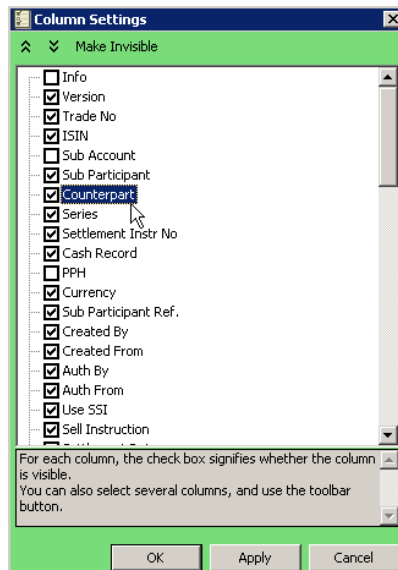 Column Settings
Make Invisible
Info
Version
Trade No
ISIN
Sub Account
Sub Participant
Counterpart
Series
Settlement Instr No
Cash Record
PPH
Currency
Sub Participant Ref.
Created By
Created From
Auth By
Auth From
Use SSI
Sell Instruction
For each column, the check box signifies whether the column
is visible.
You can also select several columns, and use the toolbar
button.
OK Apply Cancel